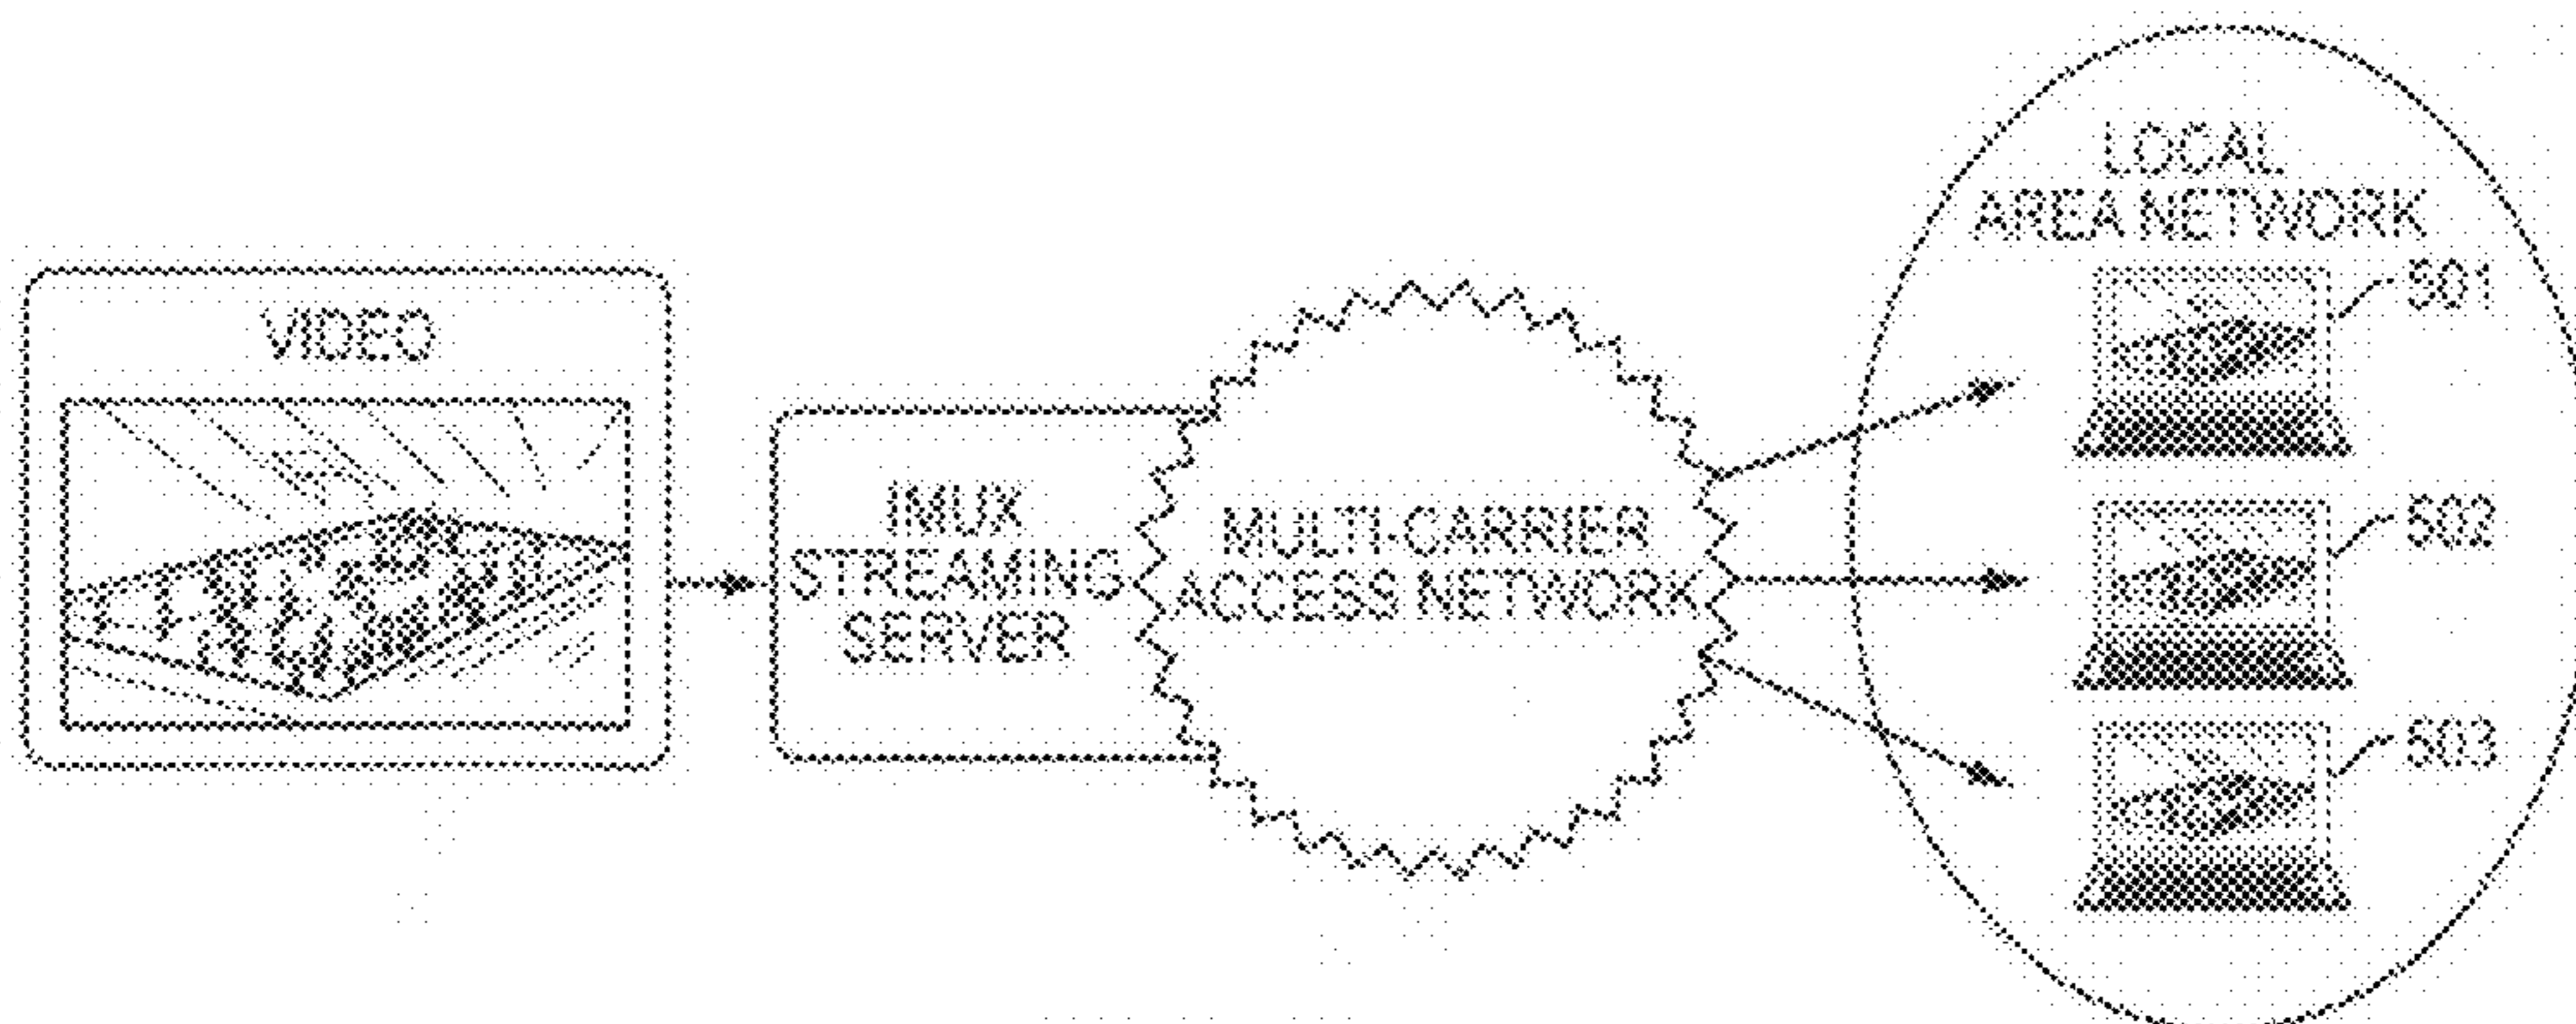 VIDEO
IMUX
STREAMING
SERVER
MULTI-CARRIER
ACCESS NETWORK
LOCAL
AREA NETWORK
501
502
503